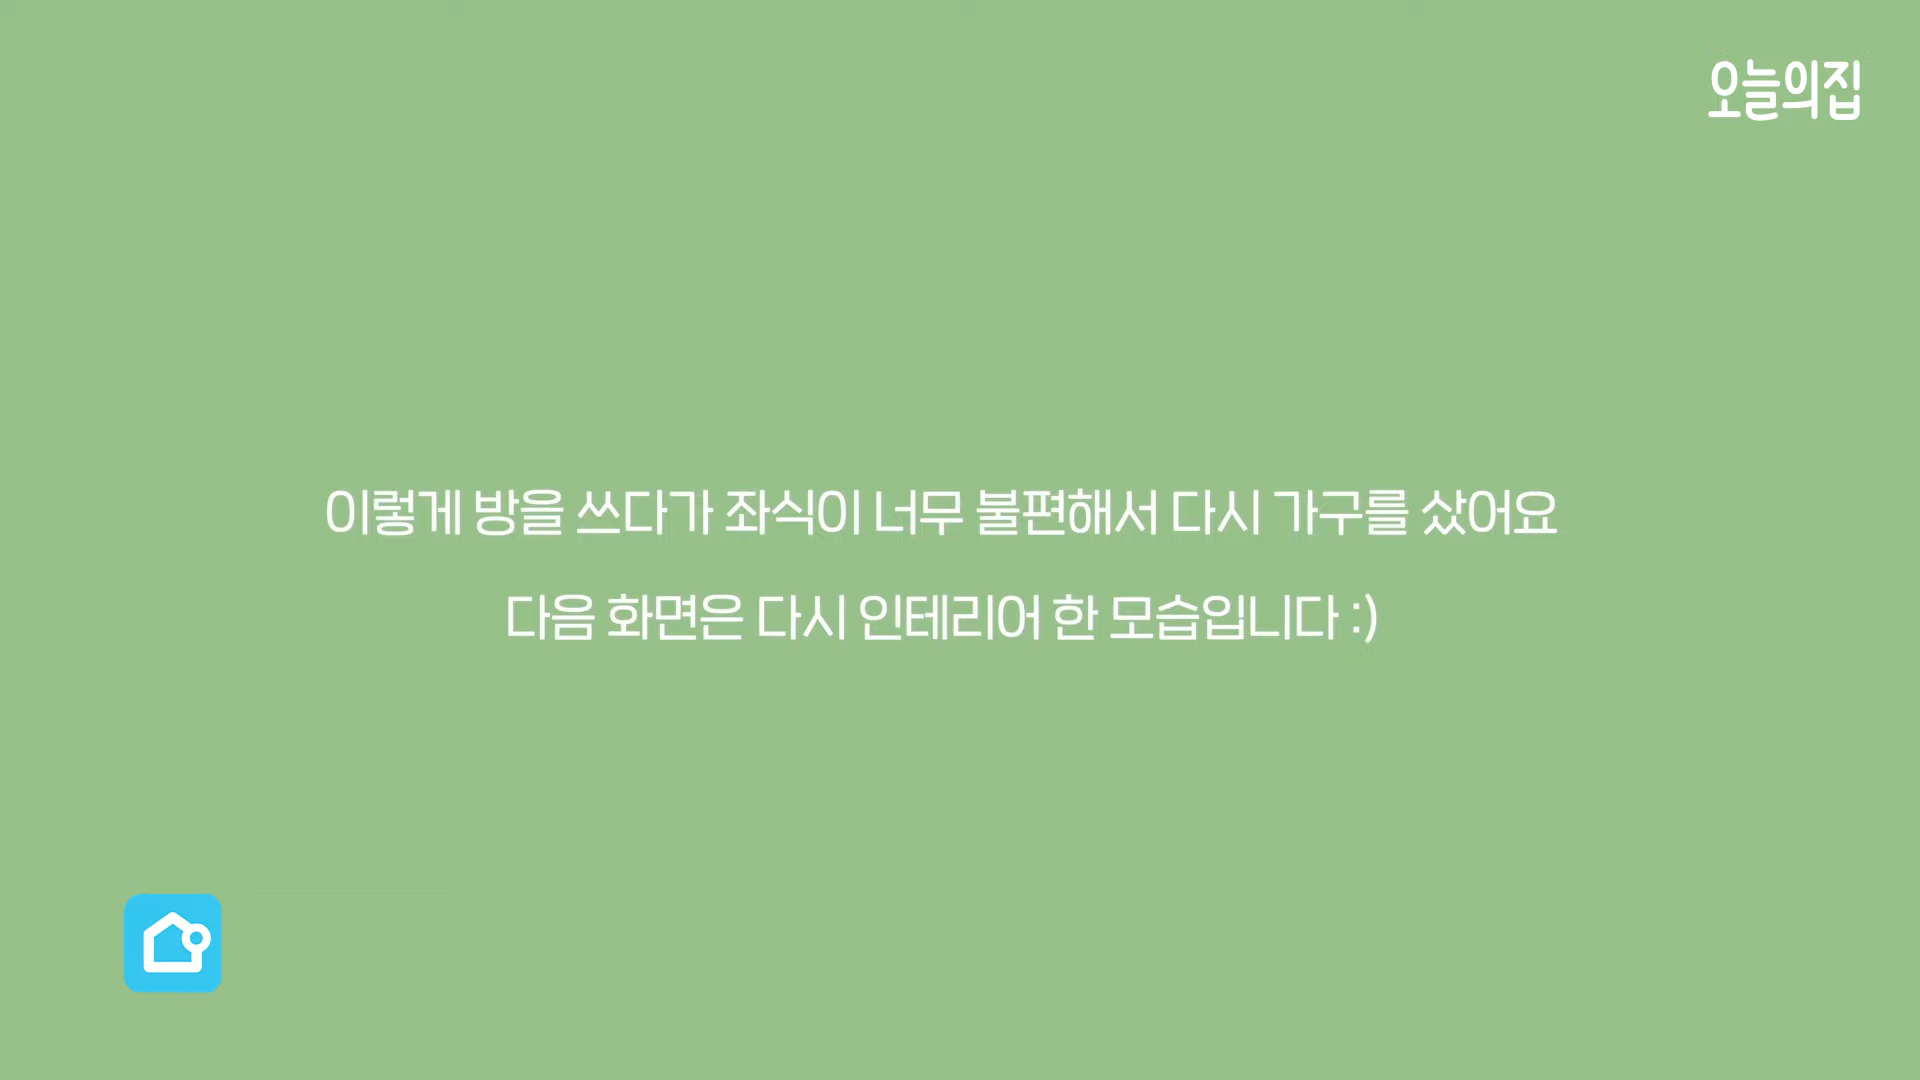 오늘의집
이렇게 방을 쓰다가 좌식이 너무 불편해서 다시 가구를 샀어요
다음 화면은 다시 인테리어 한 모습입니다 :)